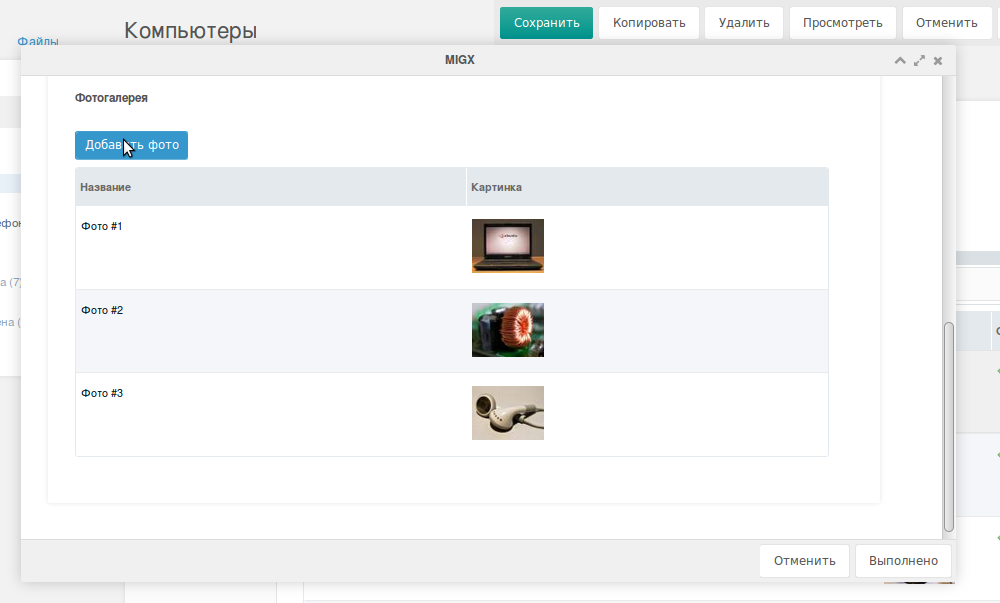 Файлы
Компьютеры
Сохранить
Копировать
Удалить
Просмотреть
Отменить
MIGX
Фотогалерея
Добавить фото
Название
Картинка
Фото #1
Фото #2
Фото #3
(7)
Отменить
Выполнено